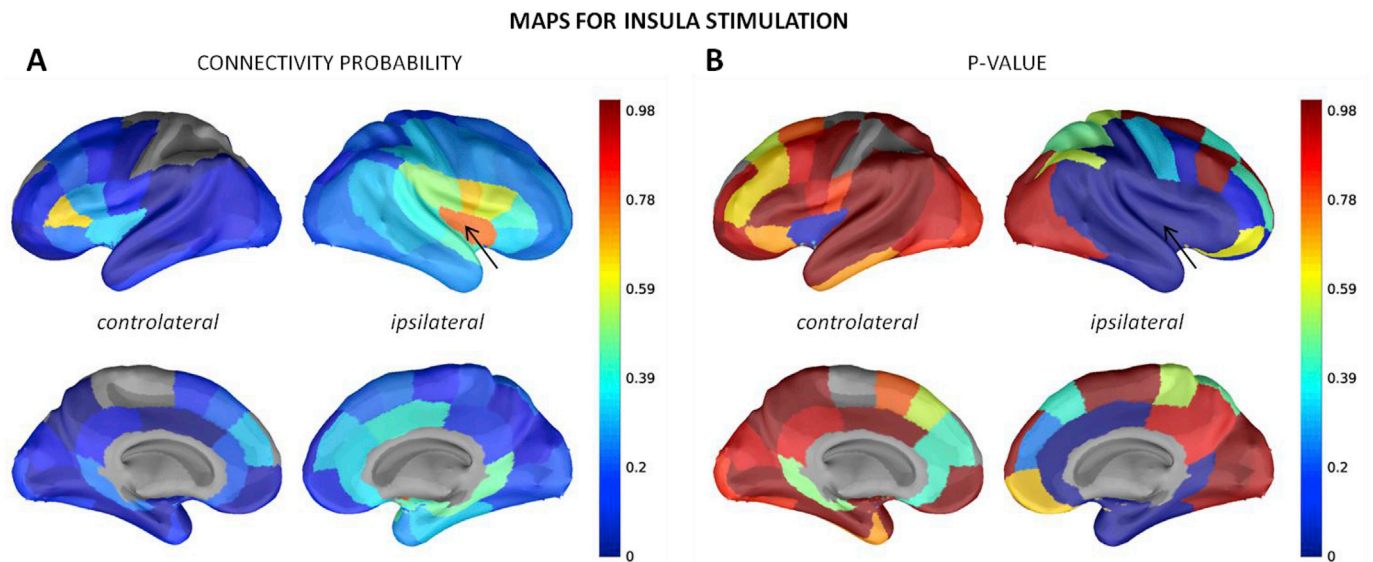 MAPS FOR INSULA STIMULATION
A
CONNECTIVITY PROBABILITY
B
P-VALUE
0.98
0.78
0.59
0.39
0.2
0
0.98
0.78
0.59
0.39
0.2
0
controlateral
ipsilateral
controlateral
ipsilateral